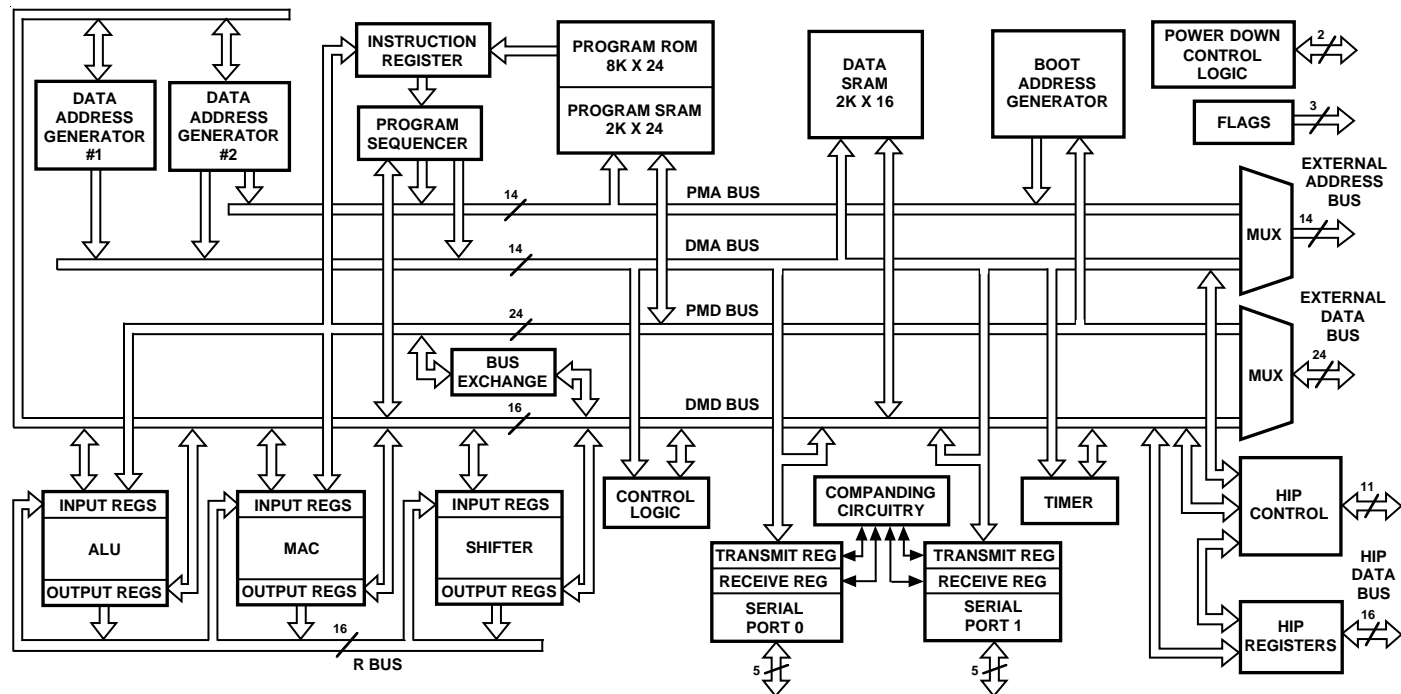 INSTRUCTION
REGISTER
PROGRAM ROM
8K X 24
PROGRAM SRAM
2K X 24
DATA
SRAM
2K X 16
BOOT
ADDRESS
GENERATOR
POWER DOWN
CONTROL
LOGIC
2
FLAGS
3
DATA
ADDRESS
GENERATOR
#1
DATA
ADDRESS
GENERATOR
#2
PROGRAM
SEQUENCER
EXTERNAL
ADDRESS
BUS
14
MUX
14
PMA BUS
14
DMA BUS
EXTERNAL
DATA
BUS
24
MUX
24
PMD BUS
BUS
EXCHANGE
16
DMD BUS
INPUT REGS
ALU
OUTPUT REGS
INPUT REGS
MAC
OUTPUT REGS
INPUT REGS
SHIFTER
OUTPUT REGS
16
R BUS
CONTROL
LOGIC
COMPANDING
CIRCUITRY
TIMER
TRANSMIT REG
RECEIVE REG
SERIAL
PORT 0
5
TRANSMIT REG
RECEIVE REG
SERIAL
PORT 1
5
HIP
CONTROL
11
HIP
DATA
BUS
16
HIP
REGISTERS